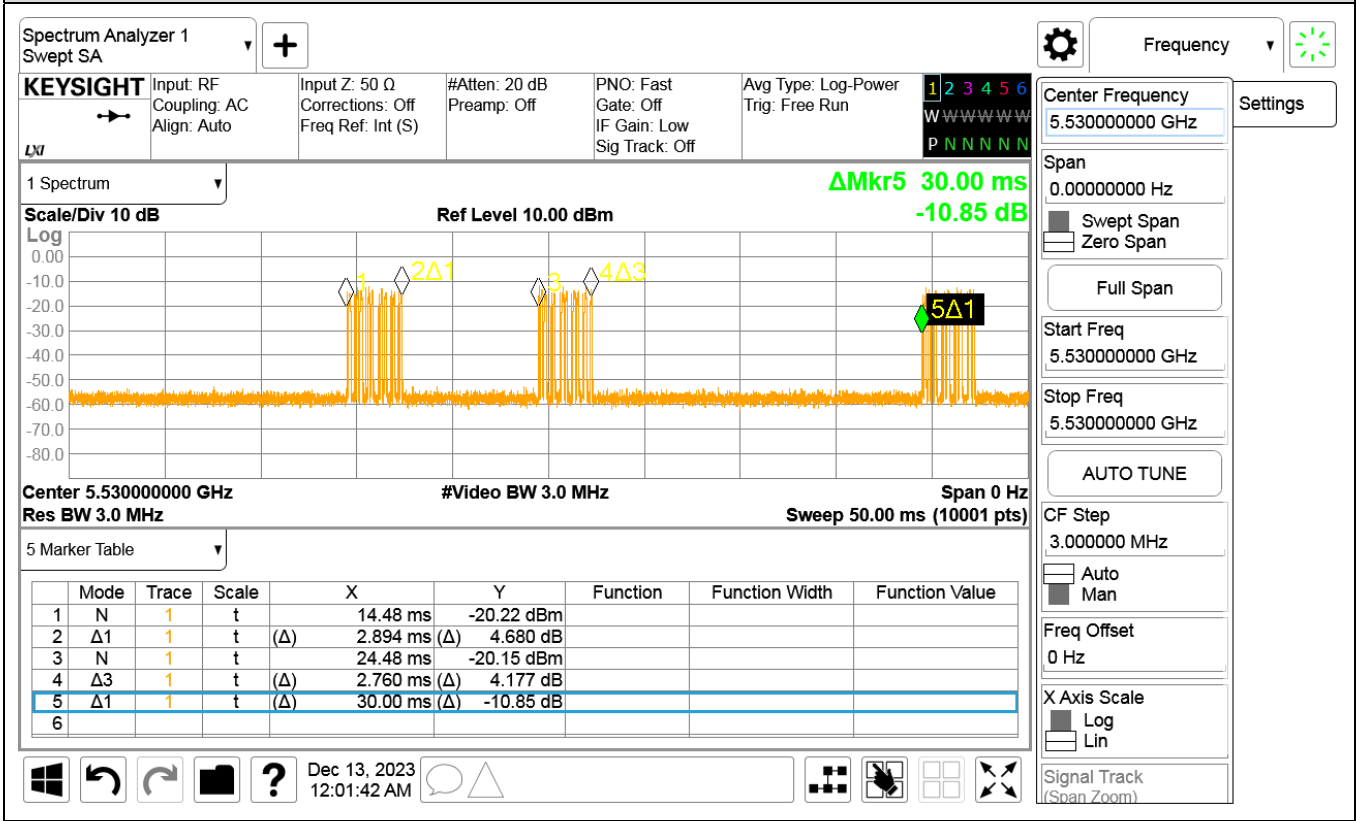 Spectrum Analyzer 1
Swept SA
Frequency
KEYSIGHT
LXI
Input: RF
Coupling: AC
Align: Auto
Input Z: 50 Ω
Corrections: Off
Freq Ref: Int (S)
#Atten: 20 dB
Preamp: Off
PNO: Fast
Gate: Off
IF Gain: Low
Sig Track: Off
Avg Type: Log-Power
Trig: Free Run
1 2 3 4 5 6
W W W W W W
P N N N N N
1 Spectrum
ΔMkr5 30.00 ms
-10.85 dB
Scale/Div 10 dB
Ref Level 10.00 dBm
Log
0.00
-10.0
-20.0
-30.0
-40.0
-50.0
-60.0
-70.0
-80.0
1
2Δ1
3
4Δ3
5Δ1
Center 5.530000000 GHz
#Video BW 3.0 MHz
Span 0 Hz
Res BW 3.0 MHz
Sweep 50.00 ms (10001 pts)
5 Marker Table
Mode Trace Scale X Y Function Function Width Function Value
1 N 1 t 14.48 ms -20.22 dBm
2 Δ1 1 t (Δ) 2.894 ms (Δ) 4.680 dB
3 N 1 t 24.48 ms -20.15 dBm
4 Δ3 1 t (Δ) 2.760 ms (Δ) 4.177 dB
5 Δ1 1 t (Δ) 30.00 ms (Δ) -10.85 dB
6
?
Dec 13, 2023
12:01:42 AM
Settings
Center Frequency
5.530000000 GHz
Span
0.00000000 Hz
Swept Span
Zero Span
Full Span
Start Freq
5.530000000 GHz
Stop Freq
5.530000000 GHz
AUTO TUNE
CF Step
3.000000 MHz
Auto
Man
Freq Offset
0 Hz
X Axis Scale
Log
Lin
Signal Track
(Span Zoom)